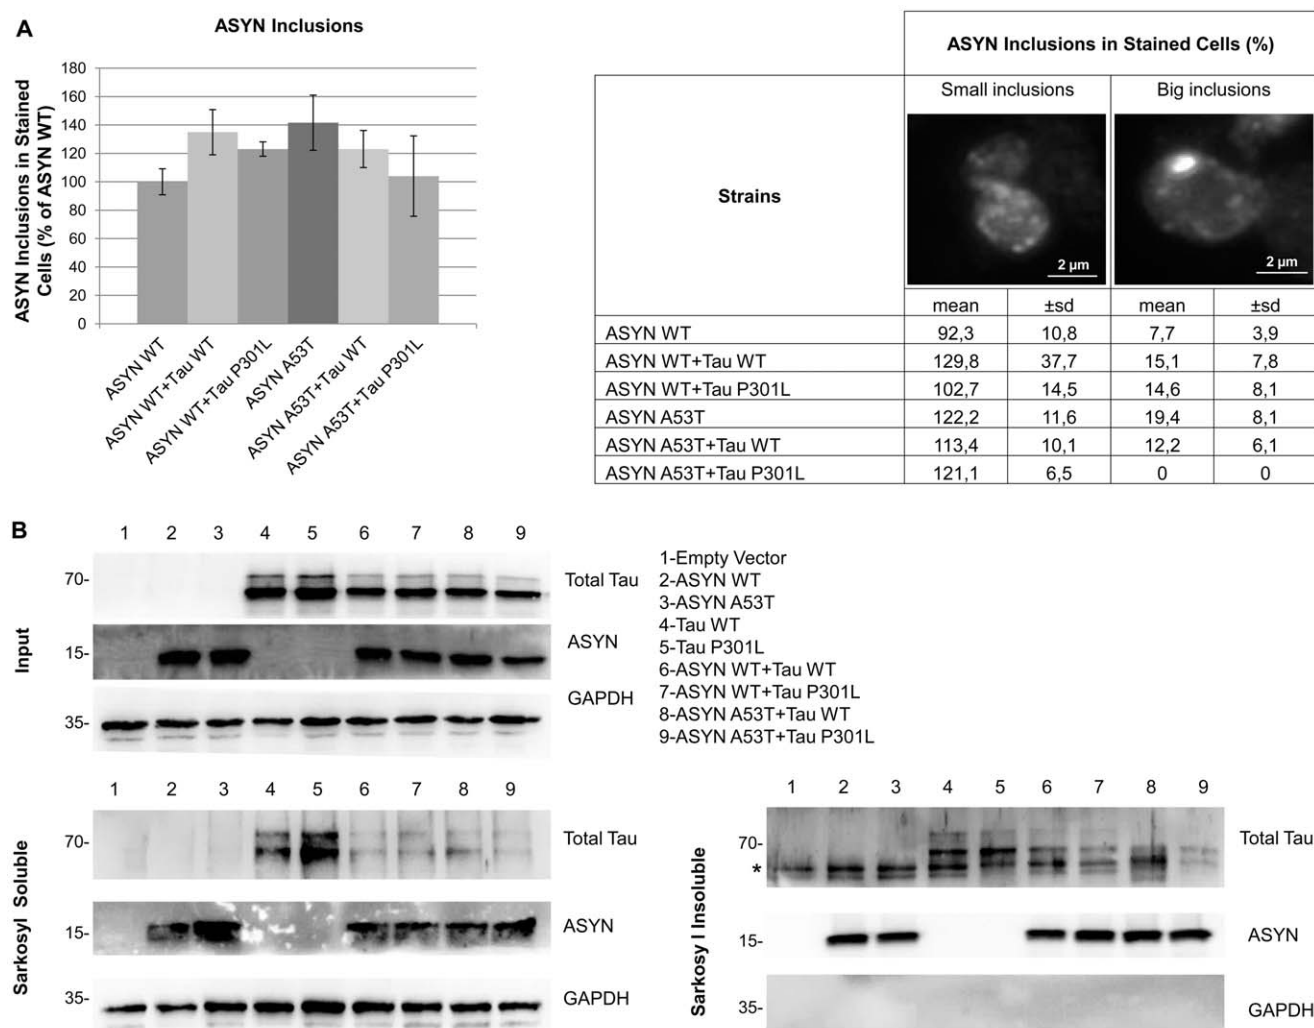 A
ASYN Inclusions
ASYN Inclusions in Stained
Cells (% of ASYN WT)
180
160
140
120
100
80
60
40
20
0
ASYN WT
ASYN WT+Tau WT
ASYN WT+Tau P301L
ASYN A53T
ASYN A53T+Tau WT
ASYN A53T+Tau P301L
ASYN Inclusions in Stained Cells (%)
Strains
Small inclusions Big inclusions
2 µm 2 µm
mean ±sd mean ±sd
ASYN WT 92,3 10,8 7,7 3,9
ASYN WT+Tau WT 129,8 37,7 15,1 7,8
ASYN WT+Tau P301L 102,7 14,5 14,6 8,1
ASYN A53T 122,2 11,6 19,4 8,1
ASYN A53T+Tau WT 113,4 10,1 12,2 6,1
ASYN A53T+Tau P301L 121,1 6,5 0 0
B
1 2 3 4 5 6 7 8 9
Input
70- Total Tau
15- ASYN
35- GAPDH
1-Empty Vector
2-ASYN WT
3-ASYN A53T
4-Tau WT
5-Tau P301L
6-ASYN WT+Tau WT
7-ASYN WT+Tau P301L
8-ASYN A53T+Tau WT
9-ASYN A53T+Tau P301L
1 2 3 4 5 6 7 8 9
Sarkosyl Soluble
70- Total Tau
15- ASYN
35- GAPDH
1 2 3 4 5 6 7 8 9
Sarkosy l Insoluble
70- Total Tau
*
15- ASYN
35- GAPDH